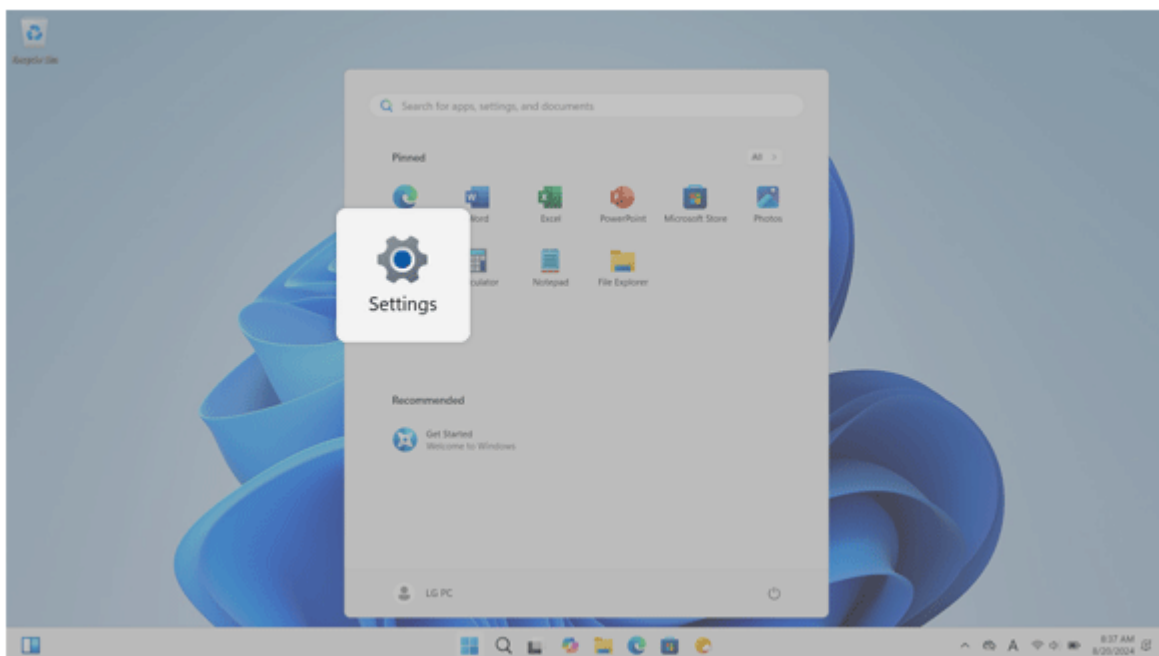 Recycle Bin
Search for apps, settings, and documents
Pinned
All
Word
Excel
PowerPoint
Microsoft Store
Photos
Settings
culator
Notepad
File Explorer
Recommended
Get Started
Welcome to Windows
LG PC
A
8:37 AM
8/20/2024